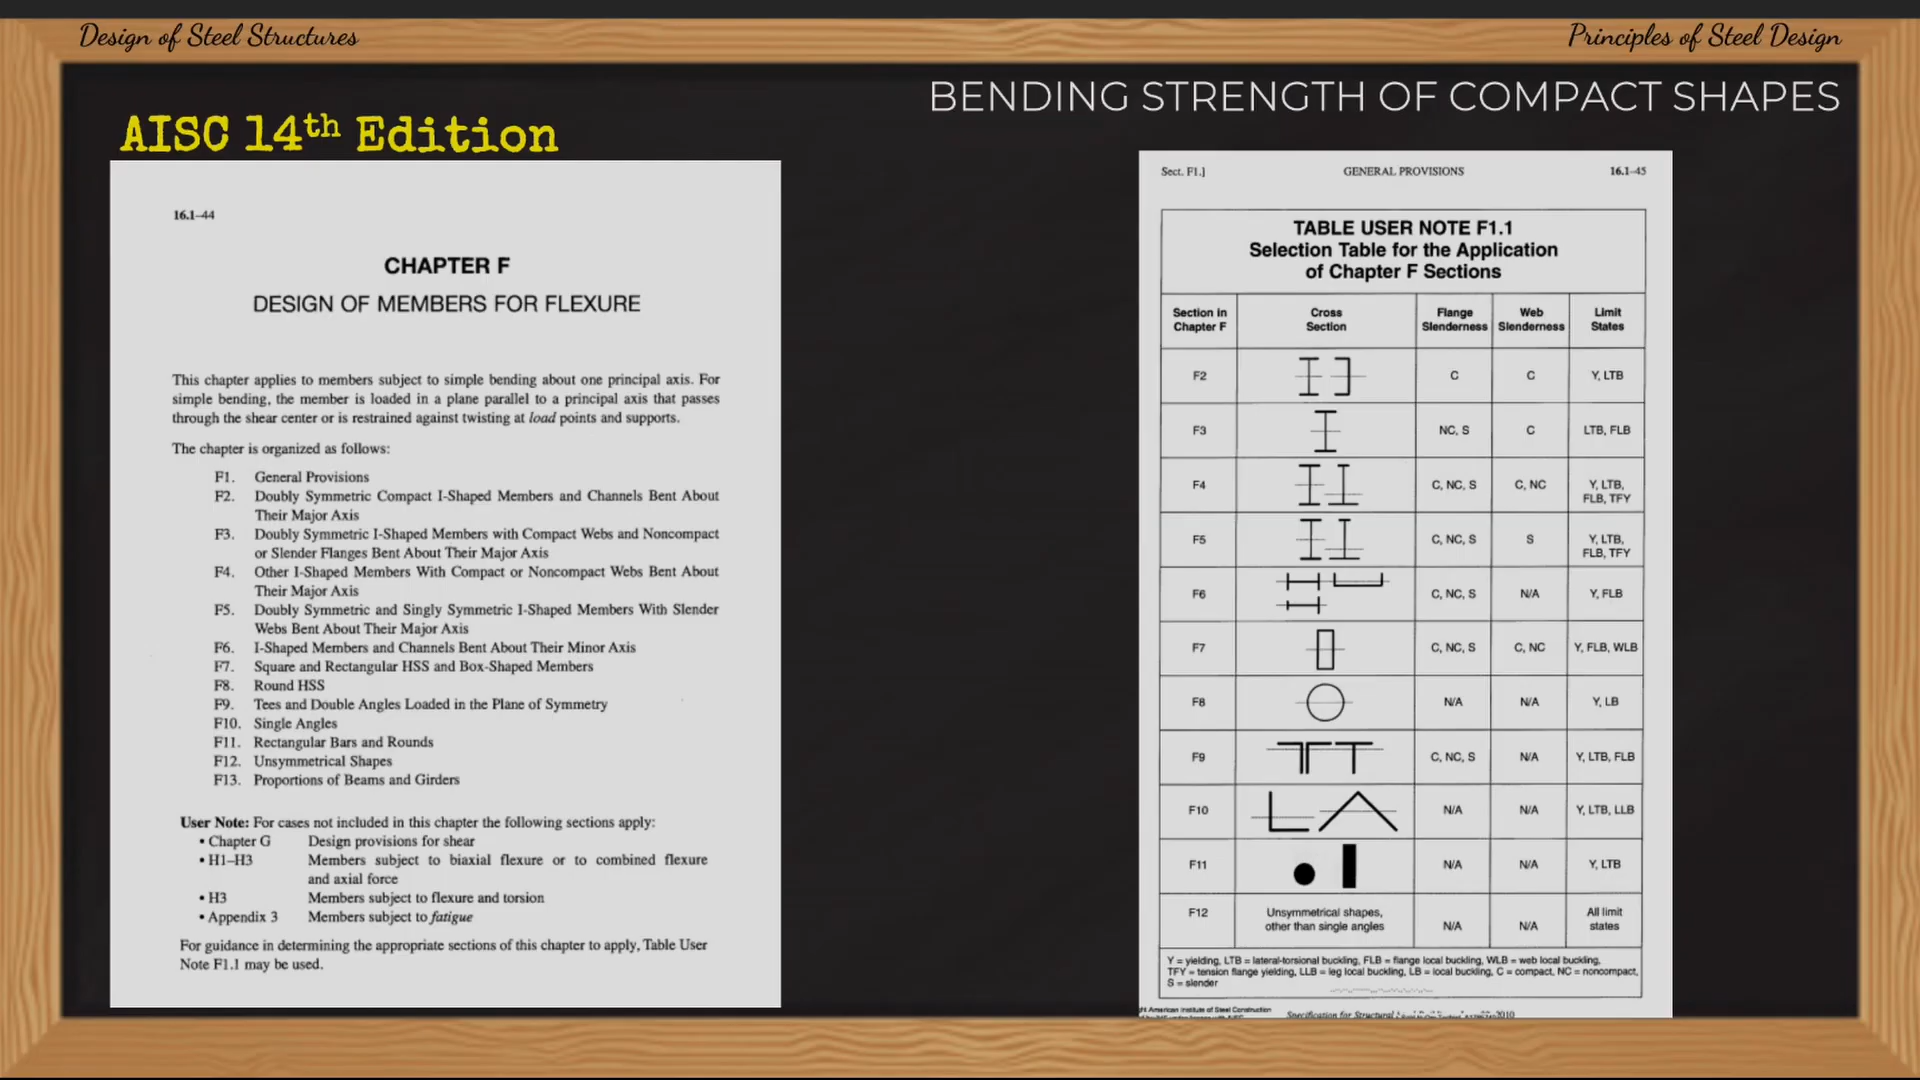 Design of Steel Structures
Principles of Steel Design
BENDING STRENGTH OF COMPACT SHAPES
AISC 14th Edition
16.1–44
CHAPTER F
DESIGN OF MEMBERS FOR FLEXURE
This chapter applies to members subject to simple bending about one principal axis. For
simple bending, the member is loaded in a plane parallel to a principal axis that passes
through the shear center or is restrained against twisting at load points and supports.
The chapter is organized as follows:
F1. General Provisions
F2. Doubly Symmetric Compact I-Shaped Members and Channels Bent About
Their Major Axis
F3. Doubly Symmetric I-Shaped Members with Compact Webs and Noncompact
or Slender Flanges Bent About Their Major Axis
F4. Other I-Shaped Members With Compact or Noncompact Webs Bent About
Their Major Axis
F5. Doubly Symmetric and Singly Symmetric I-Shaped Members With Slender
Webs Bent About Their Major Axis
F6. I-Shaped Members and Channels Bent About Their Minor Axis
F7. Square and Rectangular HSS and Box-Shaped Members
F8. Round HSS
F9. Tees and Double Angles Loaded in the Plane of Symmetry
F10. Single Angles
F11. Rectangular Bars and Rounds
F12. Unsymmetrical Shapes
F13. Proportions of Beams and Girders
User Note: For cases not included in this chapter the following sections apply:
• Chapter G Design provisions for shear
• H1–H3 Members subject to biaxial flexure or to combined flexure
and axial force
• H3 Members subject to flexure and torsion
• Appendix 3 Members subject to fatigue
For guidance in determining the appropriate sections of this chapter to apply, Table User
Note F1.1 may be used.
Sect. F1.] GENERAL PROVISIONS 16.1–45
TABLE USER NOTE F1.1
Selection Table for the Application
of Chapter F Sections
Section in Chapter F Cross Section Flange Slenderness Web Slenderness Limit States
F2 C C Y, LTB
F3 NC, S C LTB, FLB
F4 C, NC, S C, NC Y, LTB, FLB, TFY
F5 C, NC, S S Y, LTB, FLB, TFY
F6 C, NC, S N/A Y, FLB
F7 C, NC, S C, NC Y, FLB, WLB
F8 N/A N/A Y, LB
F9 C, NC, S N/A Y, LTB, FLB
F10 N/A N/A Y, LTB, LLB
F11 N/A N/A Y, LTB
F12 Unsymmetrical shapes, other than single angles N/A N/A All limit states
Y = yielding, LTB = lateral-torsional buckling, FLB = flange local buckling, WLB = web local buckling,
TFY = tension flange yielding, LLB = leg local buckling, LB = local buckling, C = compact, NC = noncompact,
S = slender
American Institute of Steel Construction
Specification for Structural